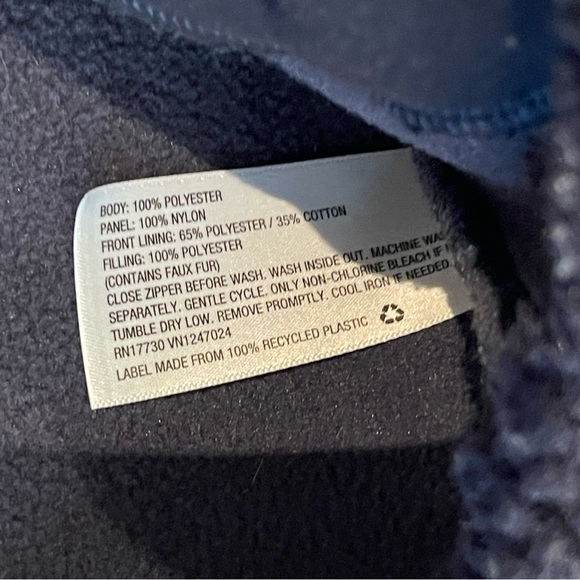 BODY: 100% POLYESTER
PANEL: 100% NYLON
FRONT LINING: 65% POLYESTER / 35% COTTON
FILLING: 100% POLYESTER
(CONTAINS FAUX FUR)
CLOSE ZIPPER BEFORE WASH. WASH INSIDE OUT. MACHINE
SEPARATELY. GENTLE CYCLE. ONLY NON-CHLORINE BLEACH IF
TUMBLE DRY LOW. REMOVE PROMPTLY. COOL IRON IF NEEDED.
RN17730 VN1247024
LABEL MADE FROM 100% RECYCLED PLASTIC